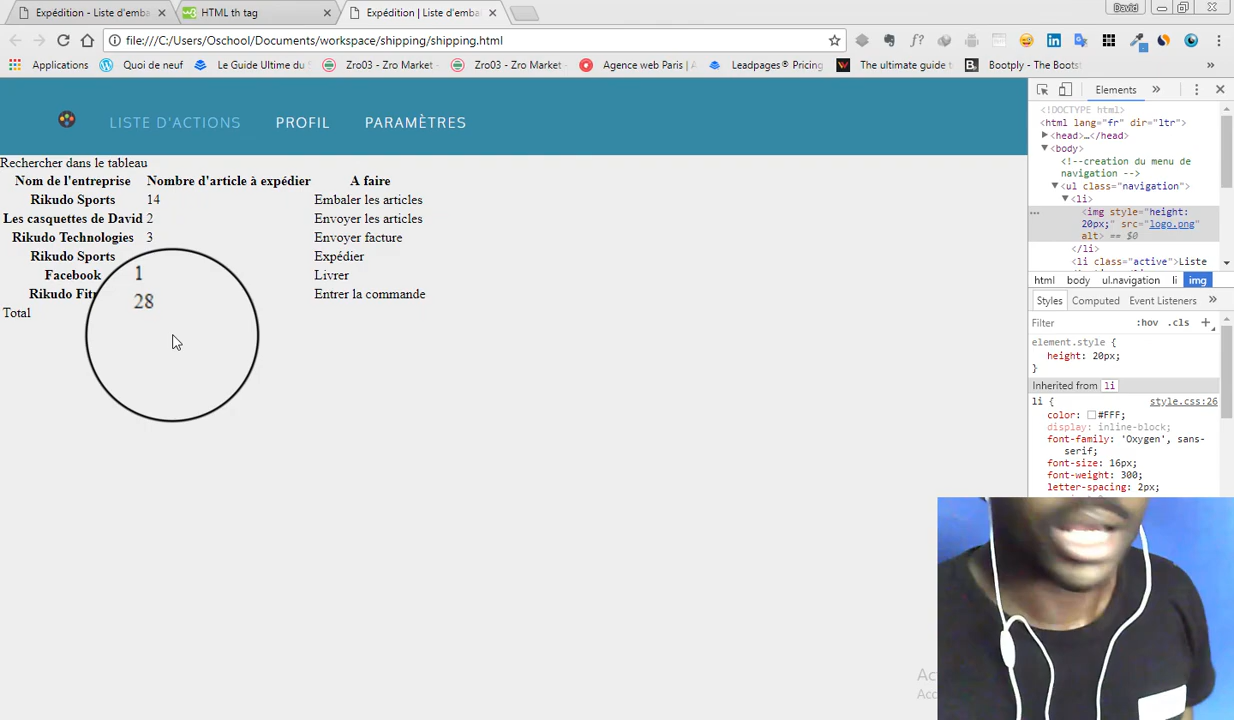 Expédition - Liste d'emba
HTML th tag
Expédition | Liste d'emba
David
file:///C:/Users/Oschool/Documents/workspace/shipping/shipping.html
Applications
Quoi de neuf
Le Guide Ultime du
Zro03 - Zro Market -
Zro03 - Zro Market -
Agence web Paris | A
Leadpages® Pricing
The ultimate guide
Bootply - The Boots
LISTE D'ACTIONS PROFIL PARAMÈTRES
Rechercher dans le tableau
Nom de l'entreprise Nombre d'article à expédier A faire
Rikudo Sports 14 Embaler les articles
Les casquettes de David 2 Envoyer les articles
Rikudo Technologies 3 Envoyer facture
Rikudo Sports Expédier
Facebook 1 Livrer
Rikudo Fit 28 Entrer la commande
Total
Elements
<!DOCTYPE html>
<html lang="fr" dir="ltr">
<head>…</head>
<body>
<!--creation du menu de
navigation -->
<ul class="navigation">
<li>
<img style="height:
20px;" src="logo.png"
alt> == $0
</li>
<li class="active">Liste
html body ul.navigation li img
Styles Computed Event Listeners
Filter :hov .cls +
element.style {
height: 20px;
}
Inherited from li
li { style.css:26
color: #FFF;
display: inline-block;
font-family: 'Oxygen', sans-
serif;
font-size: 16px;
font-weight: 300;
letter-spacing: 2px;